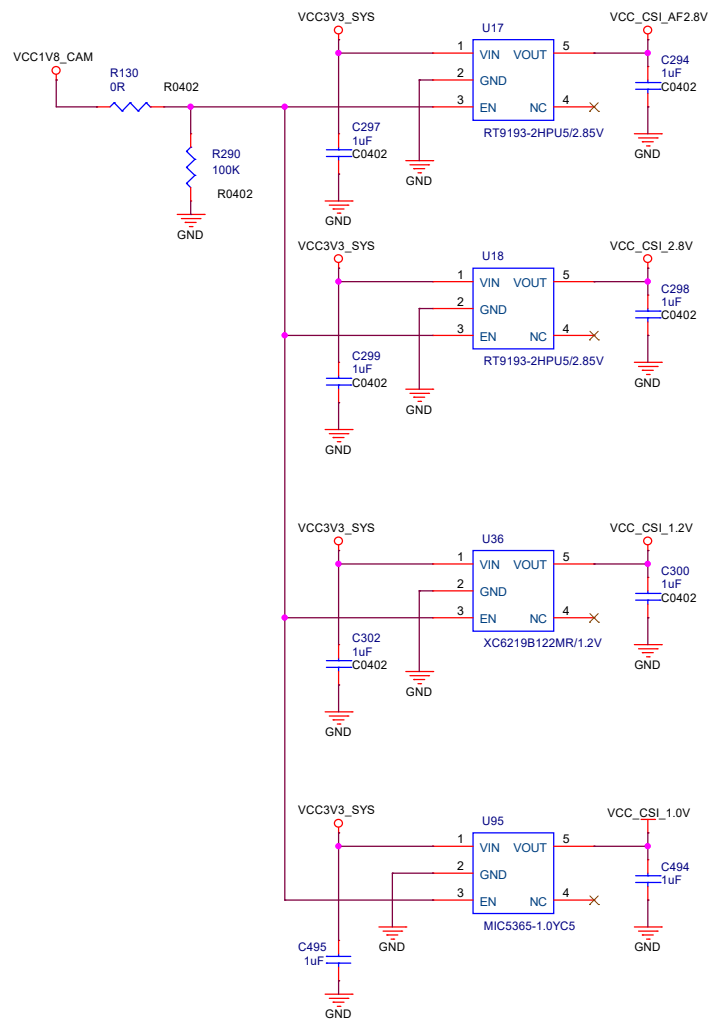 VCC3V3_SYS
VCC_CSI_AF2.8V
U17
VCC1V8_CAM
1 VIN VOUT 5
C294
1uF
C0402
R130
0R
R0402
2 GND
3 EN NC 4
C297
1uF
C0402
RT9193-2HPU5/2.85V
R290
100K
R0402
GND
GND
GND
GND
VCC3V3_SYS
VCC_CSI_2.8V
U18
1 VIN VOUT 5
C298
1uF
C0402
2 GND
3 EN NC 4
C299
1uF
C0402
RT9193-2HPU5/2.85V
GND
GND
GND
VCC3V3_SYS
VCC_CSI_1.2V
U36
1 VIN VOUT 5
C300
1uF
C0402
2 GND
3 EN NC 4
C302
1uF
C0402
XC6219B122MR/1.2V
GND
GND
GND
VCC3V3_SYS
VCC_CSI_1.0V
U95
1 VIN VOUT 5
C494
1uF
2 GND
3 EN NC 4
MIC5365-1.0YC5
C495
1uF
GND
GND
GND